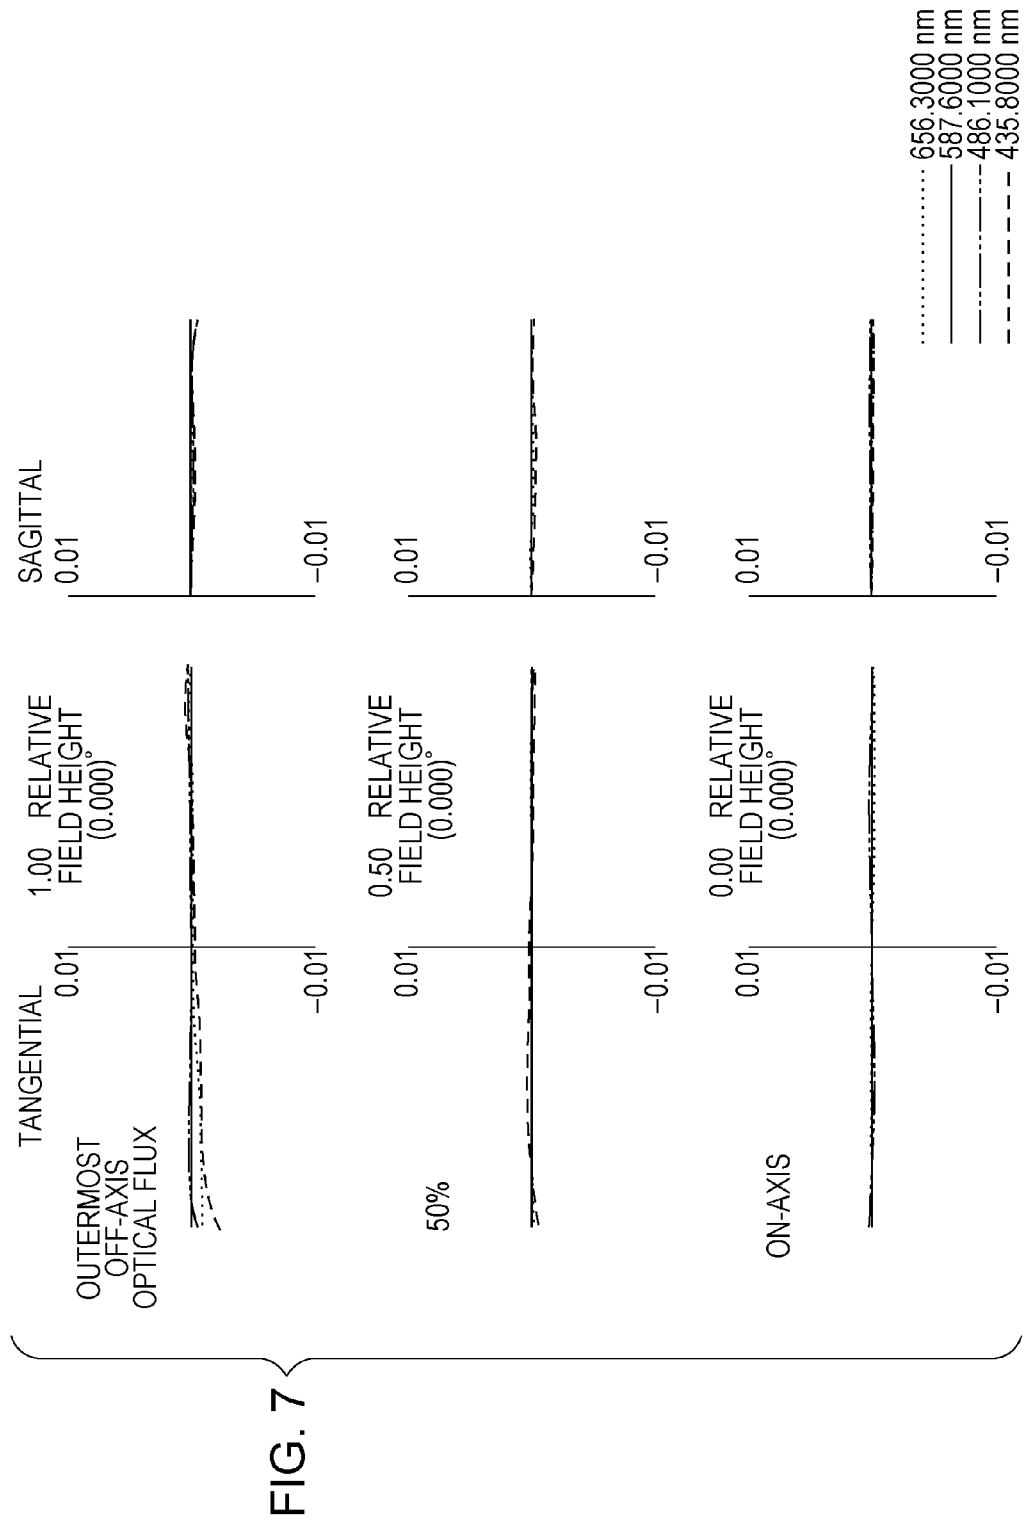 FIG. 7
TANGENTIAL
SAGITTAL
OUTERMOST
OFF-AXIS
OPTICAL FLUX
0.01
-0.01
1.00 RELATIVE
FIELD HEIGHT
(0.000)°
0.01
-0.01
50%
0.01
-0.01
0.50 RELATIVE
FIELD HEIGHT
(0.000)°
0.01
-0.01
ON-AXIS
0.01
-0.01
0.00 RELATIVE
FIELD HEIGHT
(0.000)°
0.01
-0.01
656.3000 nm
587.6000 nm
486.1000 nm
435.8000 nm